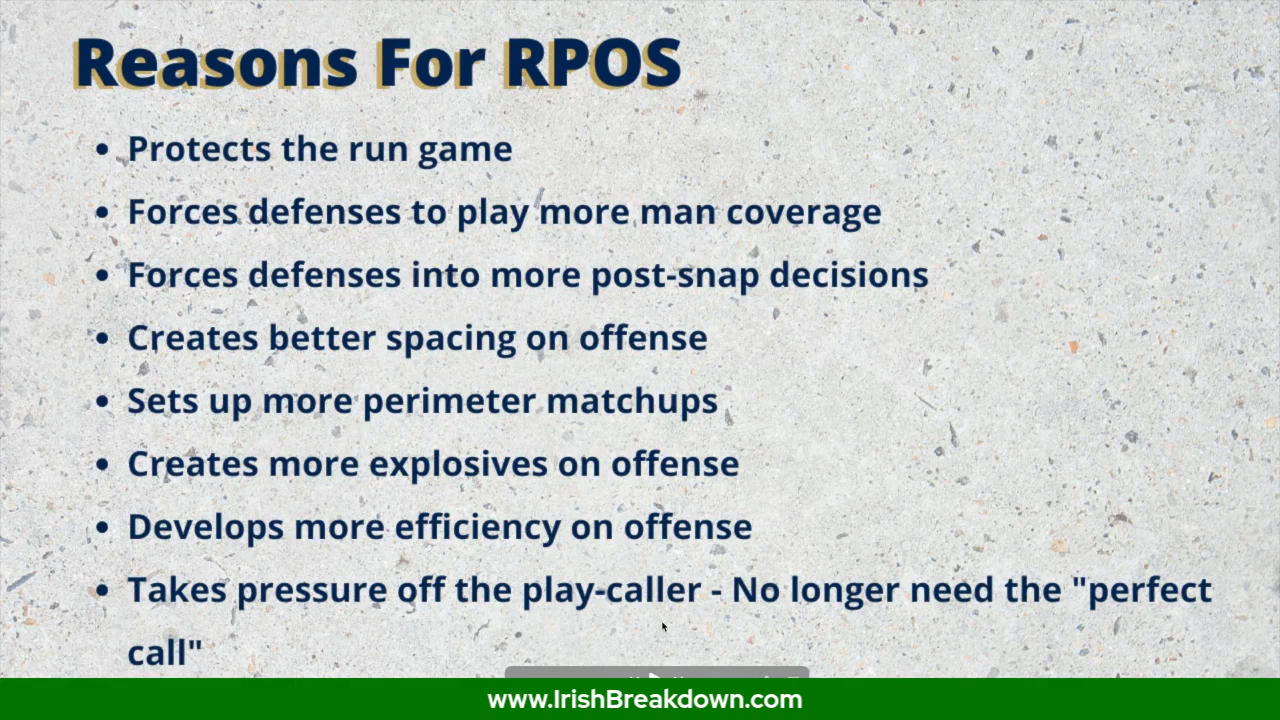 Reasons For RPOS
• Protects the run game
• Forces defenses to play more man coverage
• Forces defenses into more post-snap decisions
• Creates better spacing on offense
• Sets up more perimeter matchups
• Creates more explosives on offense
• Develops more efficiency on offense
• Takes pressure off the play-caller - No longer need the "perfect
call"
www.IrishBreakdown.com